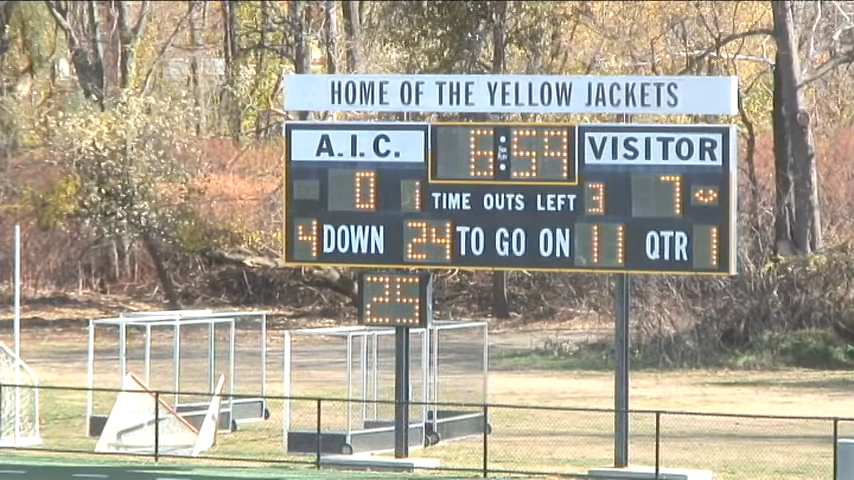 HOME OF THE YELLOW JACKETS
A.I.C. 6:59 VISITOR
0 1 TIME OUTS LEFT 3 7
4 DOWN 24 TO GO ON 11 QTR 1
25